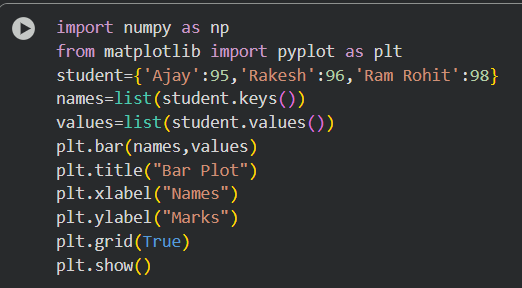 import numpy as np
from matplotlib import pyplot as plt
student={'Ajay':95,'Rakesh':96,'Ram Rohit':98}
names=list(student.keys())
values=list(student.values())
plt.bar(names,values)
plt.title("Bar Plot")
plt.xlabel("Names")
plt.ylabel("Marks")
plt.grid(True)
plt.show()